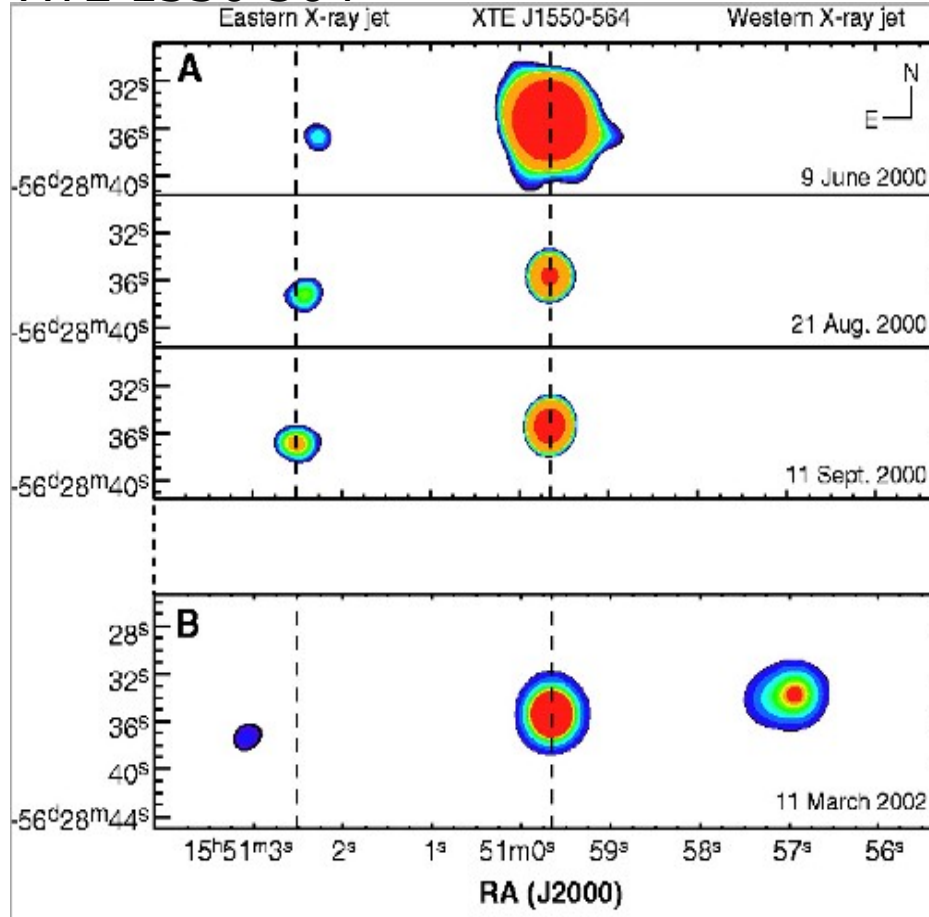 Eastern X-ray jet XTE J1550-564 Western X-ray jet
A
N
E
32s
36s
-56d28m40s
9 June 2000
32s
36s
-56d28m40s
21 Aug. 2000
32s
36s
-56d28m40s
11 Sept. 2000
B
28s
32s
36s
40s
-56d28m44s
11 March 2002
15h51m3s 2s 1s 51m0s 59s 58s 57s 56s
RA (J2000)